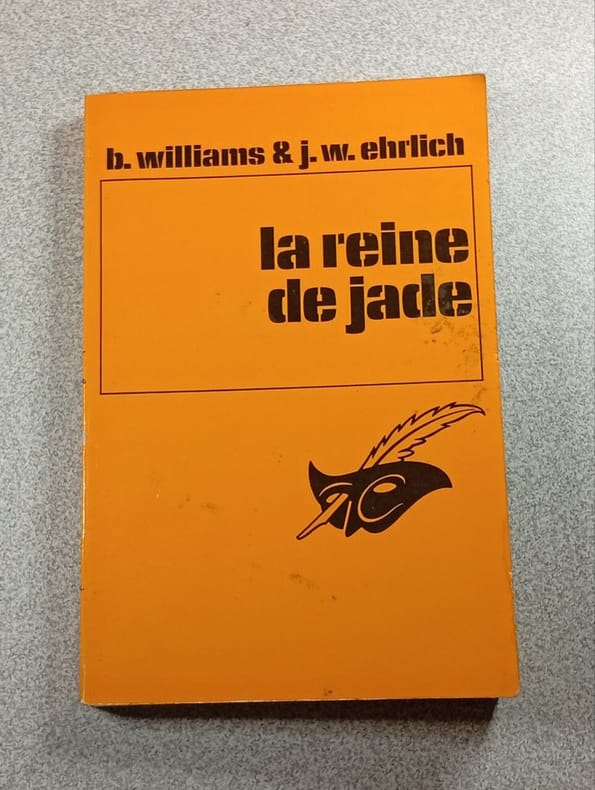 b. williams & j. w. ehrlich
la reine
de jade